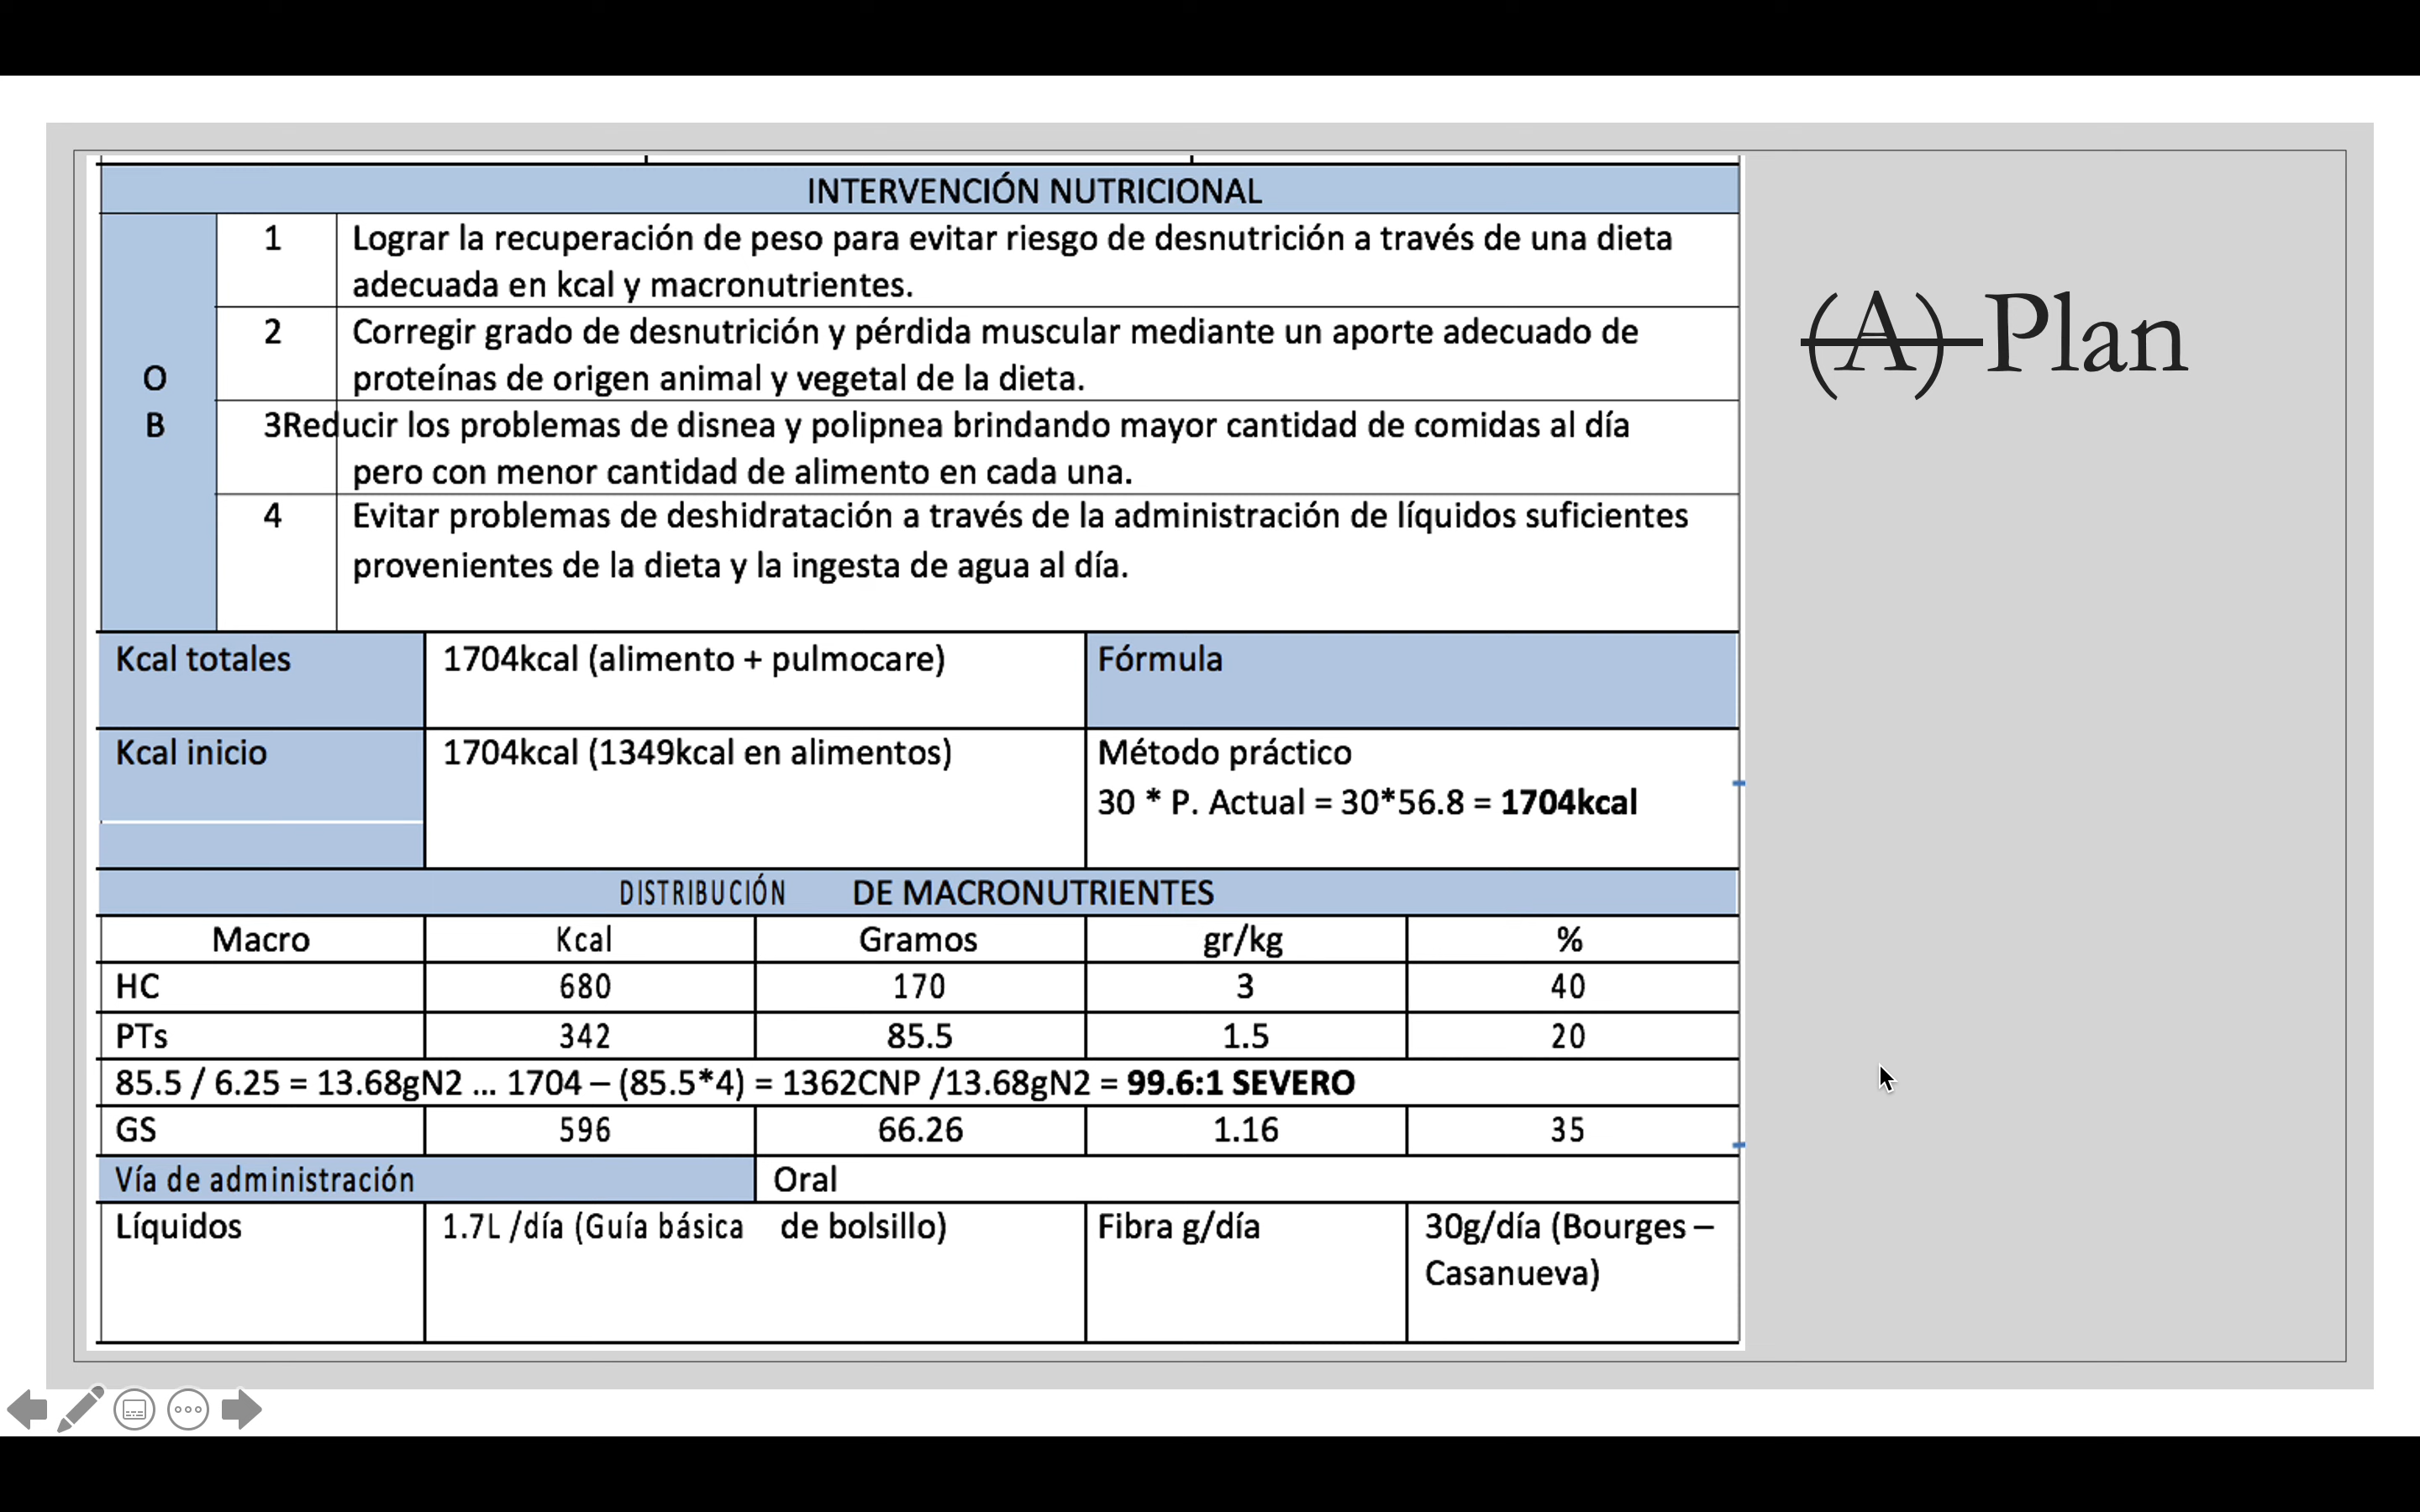 INTERVENCIÓN NUTRICIONAL
O
B
1 Lograr la recuperación de peso para evitar riesgo de desnutrición a través de una dieta
adecuada en kcal y macronutrientes.
2 Corregir grado de desnutrición y pérdida muscular mediante un aporte adecuado de
proteínas de origen animal y vegetal de la dieta.
3Reducir los problemas de disnea y polipnea brindando mayor cantidad de comidas al día
pero con menor cantidad de alimento en cada una.
4 Evitar problemas de deshidratación a través de la administración de líquidos suficientes
provenientes de la dieta y la ingesta de agua al día.
Kcal totales 1704kcal (alimento + pulmocare) Fórmula
Kcal inicio 1704kcal (1349kcal en alimentos) Método práctico
30 * P. Actual = 30*56.8 = 1704kcal
DISTRIBUCIÓN DE MACRONUTRIENTES
Macro Kcal Gramos gr/kg %
HC 680 170 3 40
PTs 342 85.5 1.5 20
85.5 / 6.25 = 13.68gN2 ... 1704 – (85.5*4) = 1362CNP /13.68gN2 = 99.6:1 SEVERO
GS 596 66.26 1.16 35
Vía de administración Oral
Líquidos 1.7L /día (Guía básica de bolsillo) Fibra g/día 30g/día (Bourges –
Casanueva)
(A) Plan